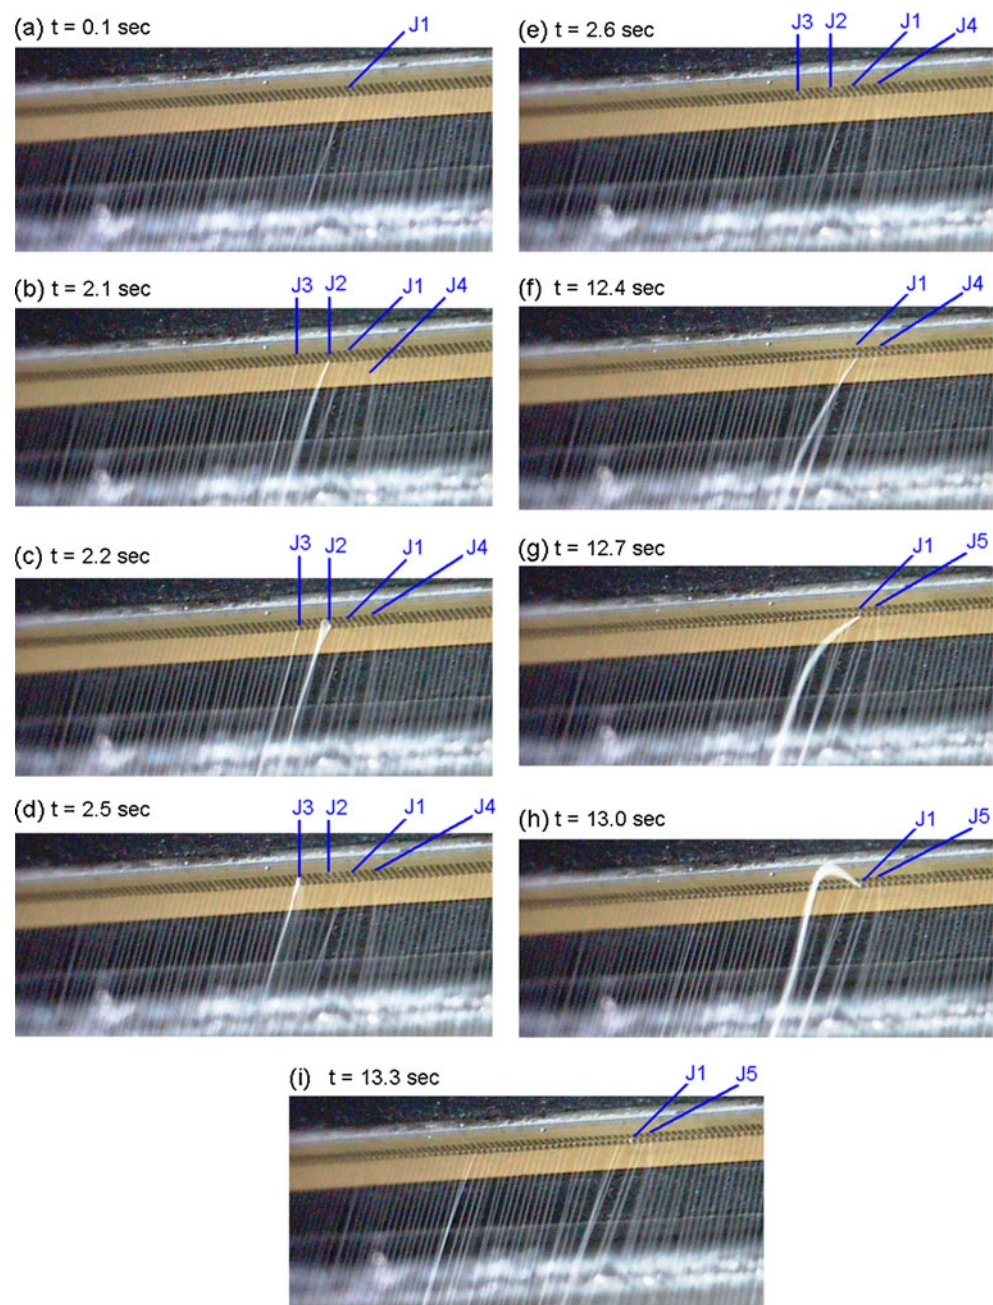 (a) t = 0.1 sec
J1
(b) t = 2.1 sec
J3 J2 J1 J4
(c) t = 2.2 sec
J3 J2 J1 J4
(d) t = 2.5 sec
J3 J2 J1 J4
(e) t = 2.6 sec
J3 J2 J1 J4
(f) t = 12.4 sec
J1 J4
(g) t = 12.7 sec
J1 J5
(h) t = 13.0 sec
J1 J5
(i) t = 13.3 sec
J1 J5